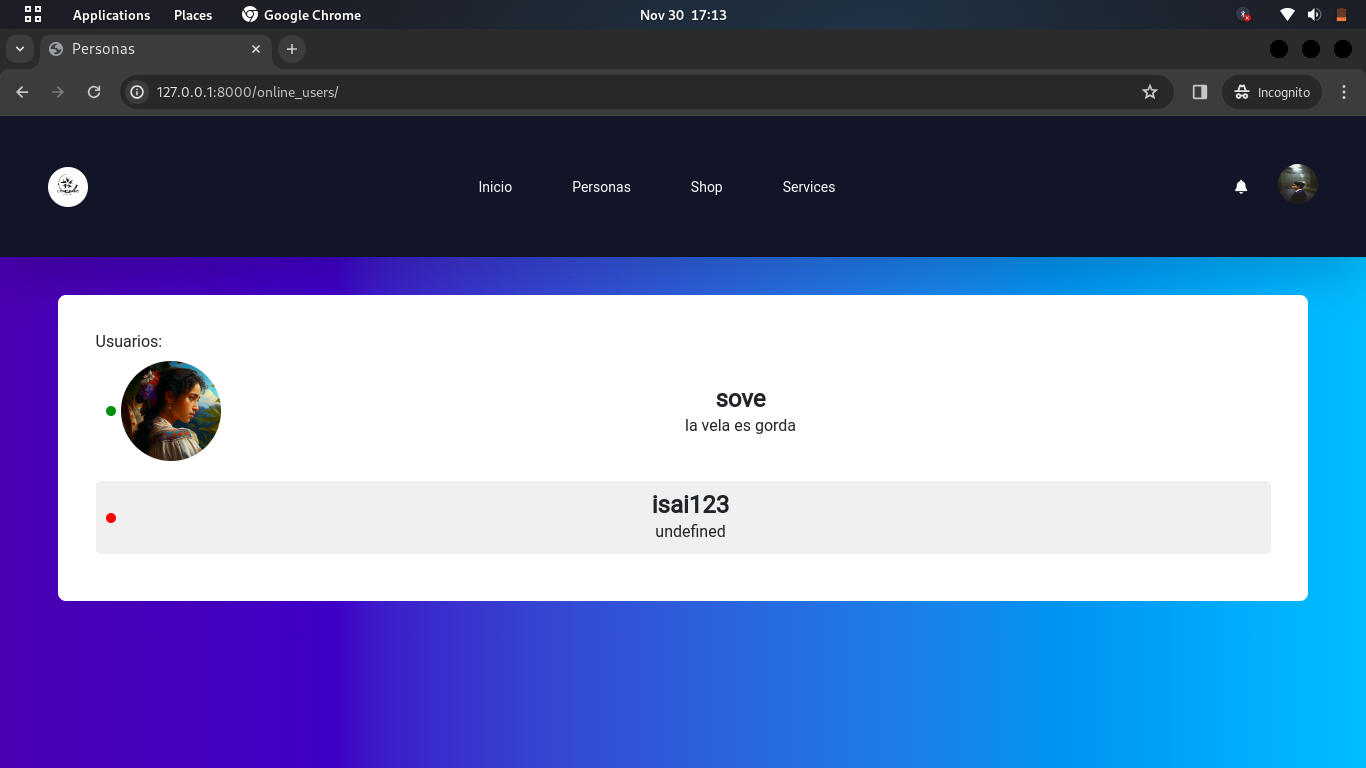 Applications Places Google Chrome Nov 30 17:13
Personas
127.0.0.1:8000/online_users/ Incognito
Inicio Personas Shop Services
Usuarios:
sove
la vela es gorda
isai123
undefined